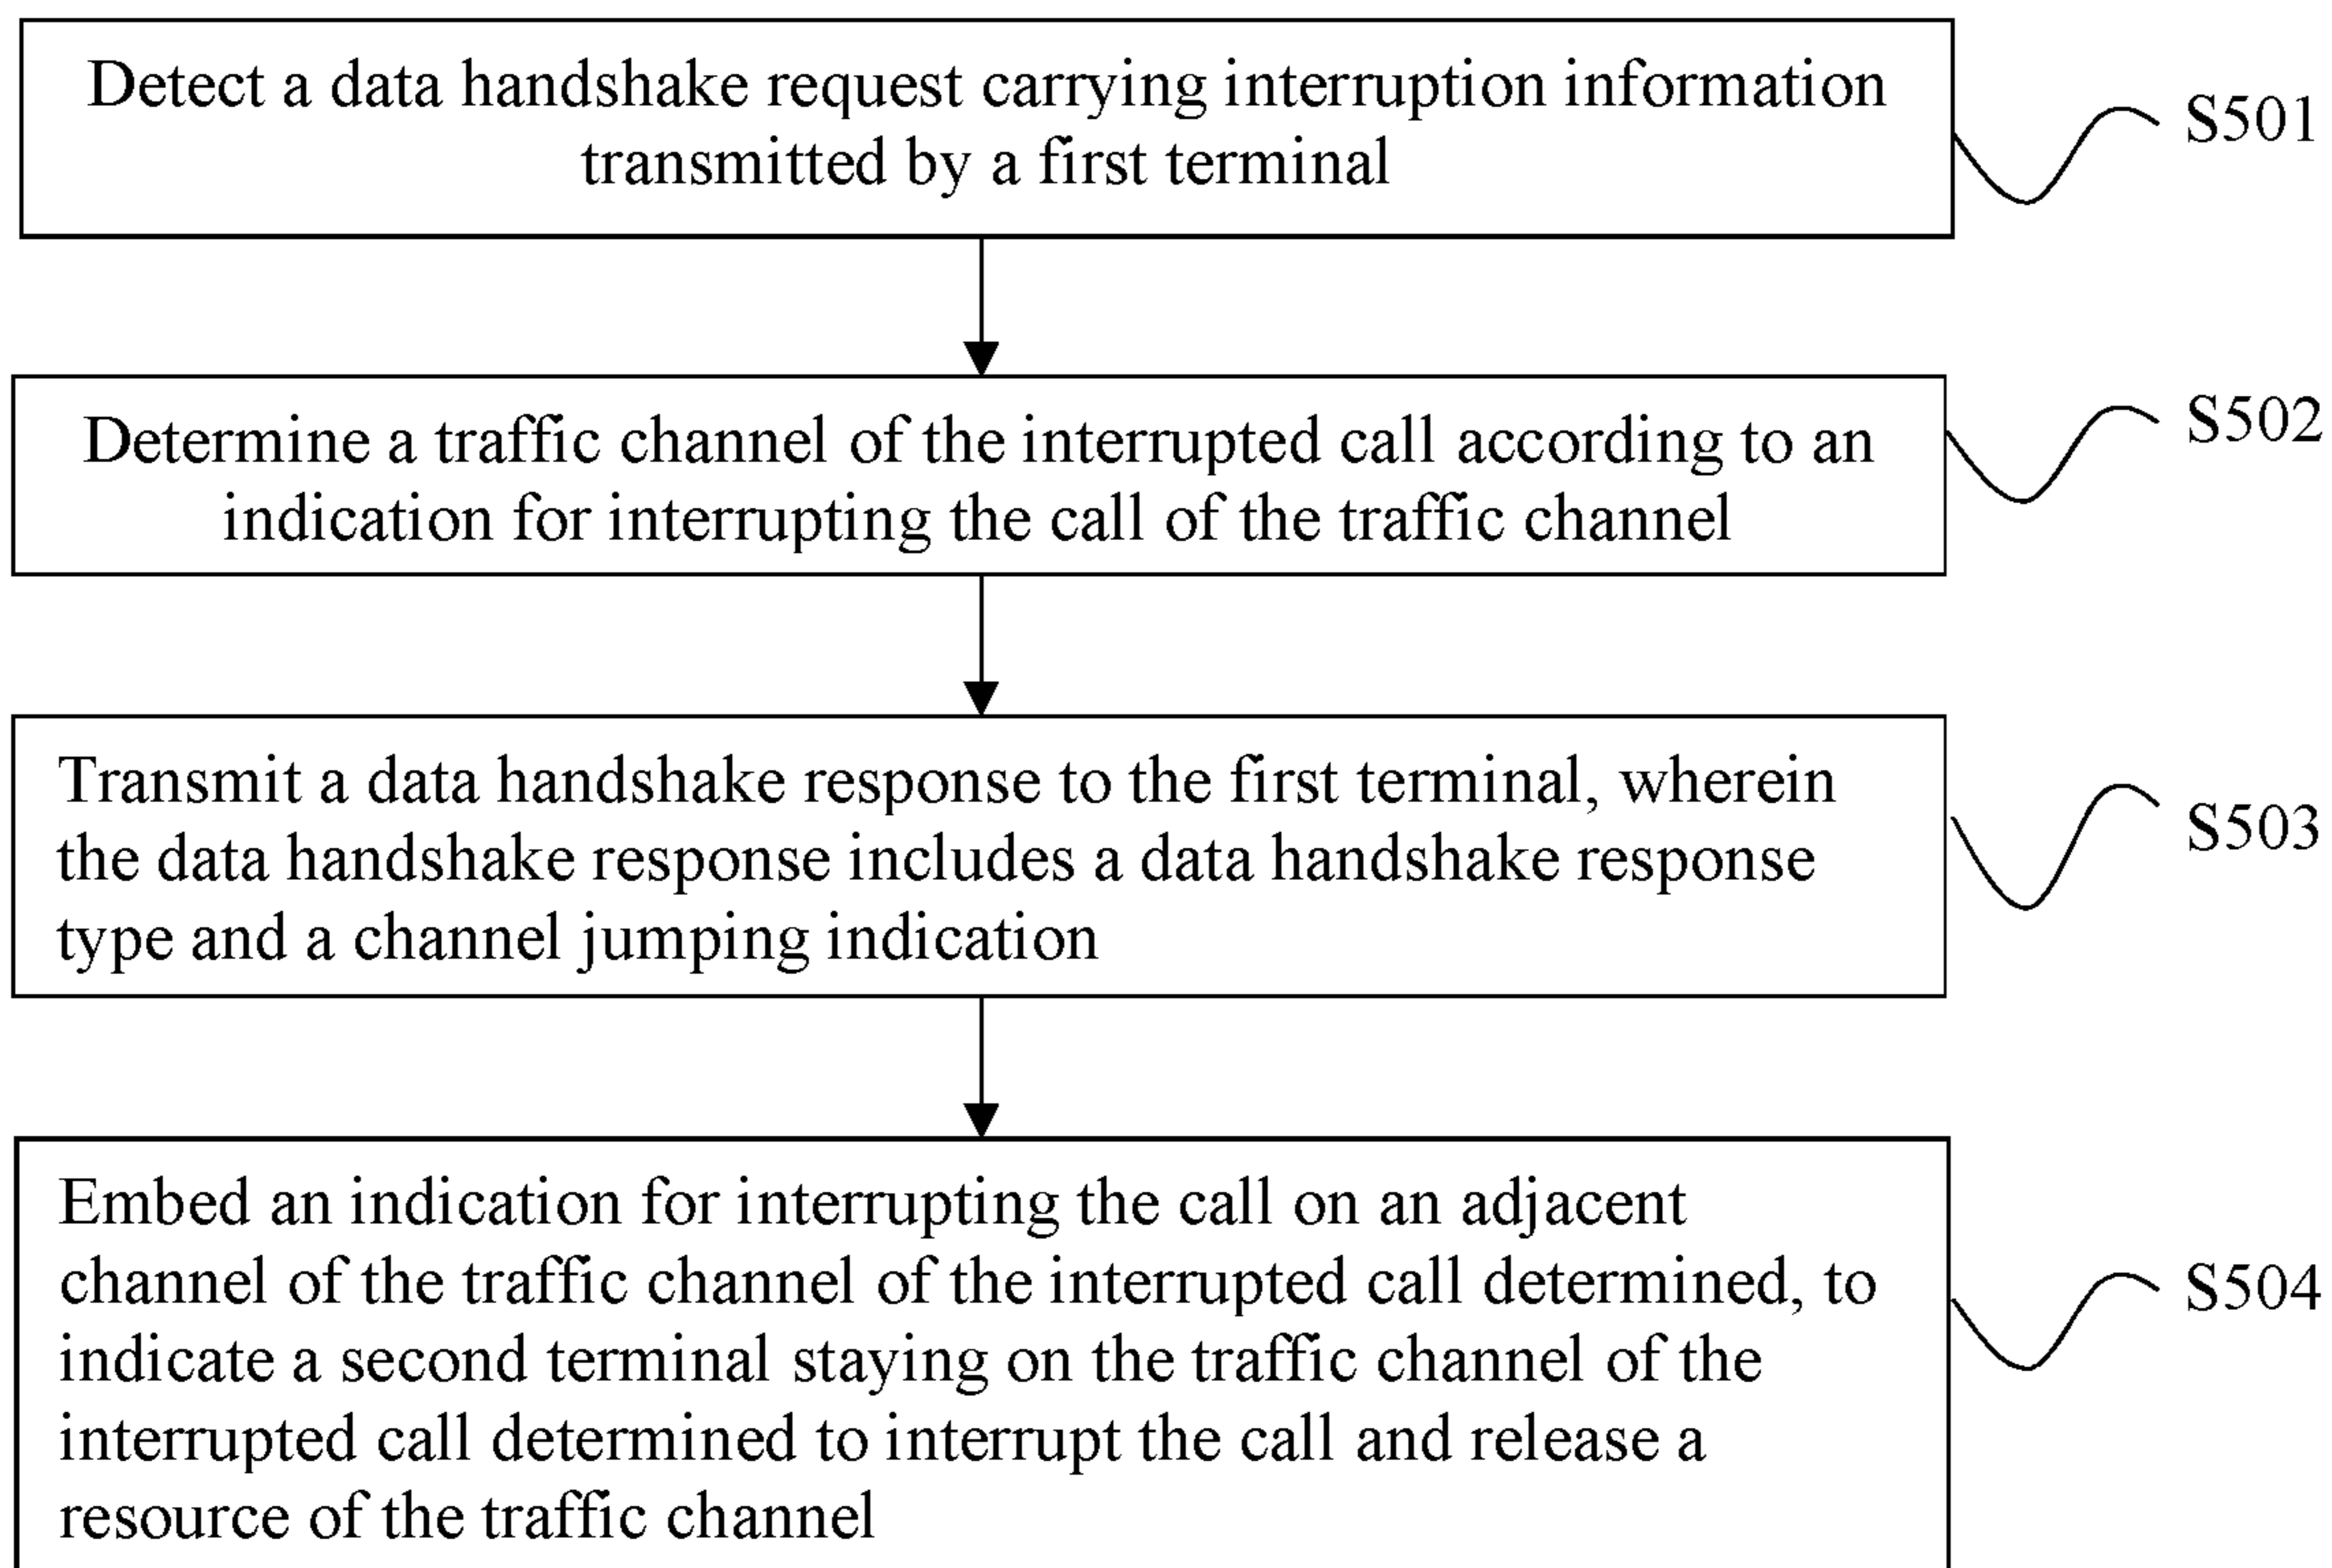 Detect a data handshake request carrying interruption information
transmitted by a first terminal
S501
Determine a traffic channel of the interrupted call according to an
indication for interrupting the call of the traffic channel
S502
Transmit a data handshake response to the first terminal, wherein
the data handshake response includes a data handshake response
type and a channel jumping indication
S503
Embed an indication for interrupting the call on an adjacent
channel of the traffic channel of the interrupted call determined, to
indicate a second terminal staying on the traffic channel of the
interrupted call determined to interrupt the call and release a
resource of the traffic channel
S504